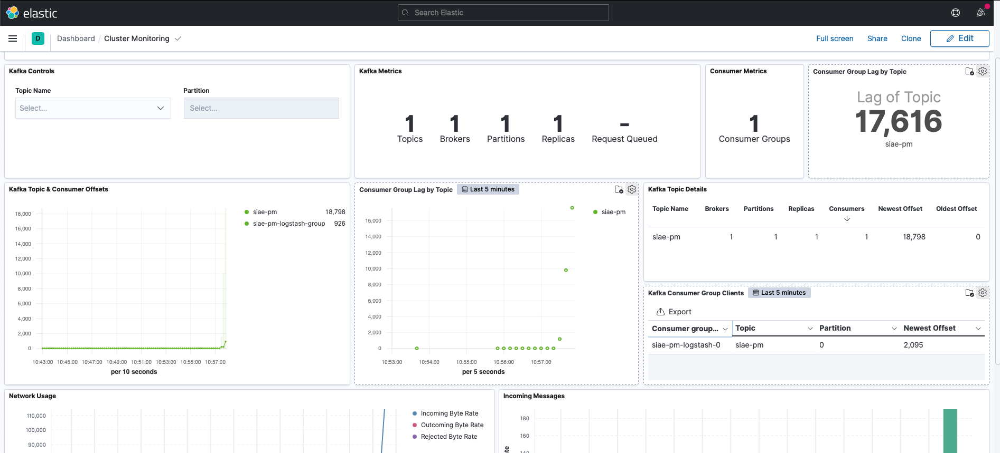 elastic
Search Elastic
D
Dashboard / Cluster Monitoring
Full screen
Share
Clone
Edit
Kafka Controls
Topic Name
Select...
Partition
Select...
Kafka Metrics
1
Topics
1
Brokers
1
Partitions
1
Replicas
-
Request Queued
Consumer Metrics
1
Consumer Groups
Consumer Group Lag by Topic
Lag of Topic
17,616
siae-pm
Kafka Topic & Consumer Offsets
18,000
16,000
14,000
12,000
10,000
8,000
6,000
4,000
2,000
0
10:43:00 10:45:00 10:47:00 10:49:00 10:51:00 10:53:00 10:55:00 10:57:00
per 10 seconds
siae-pm 18,798
siae-pm-logstash-group 926
Consumer Group Lag by Topic Last 5 minutes
16,000
14,000
12,000
10,000
8,000
6,000
4,000
2,000
0
10:53:00 10:54:00 10:55:00 10:56:00 10:57:00
per 5 seconds
siae-pm
Kafka Topic Details
Topic Name Brokers Partitions Replicas Consumers Newest Offset Oldest Offset
siae-pm 1 1 1 1 18,798 0
Kafka Consumer Group Clients Last 5 minutes
Export
Consumer group... Topic Partition Newest Offset
siae-pm-logstash-0 siae-pm 0 2,095
Network Usage
110,000
100,000
90,000
Incoming Byte Rate
Outcoming Byte Rate
Rejected Byte Rate
Incoming Messages
180
160